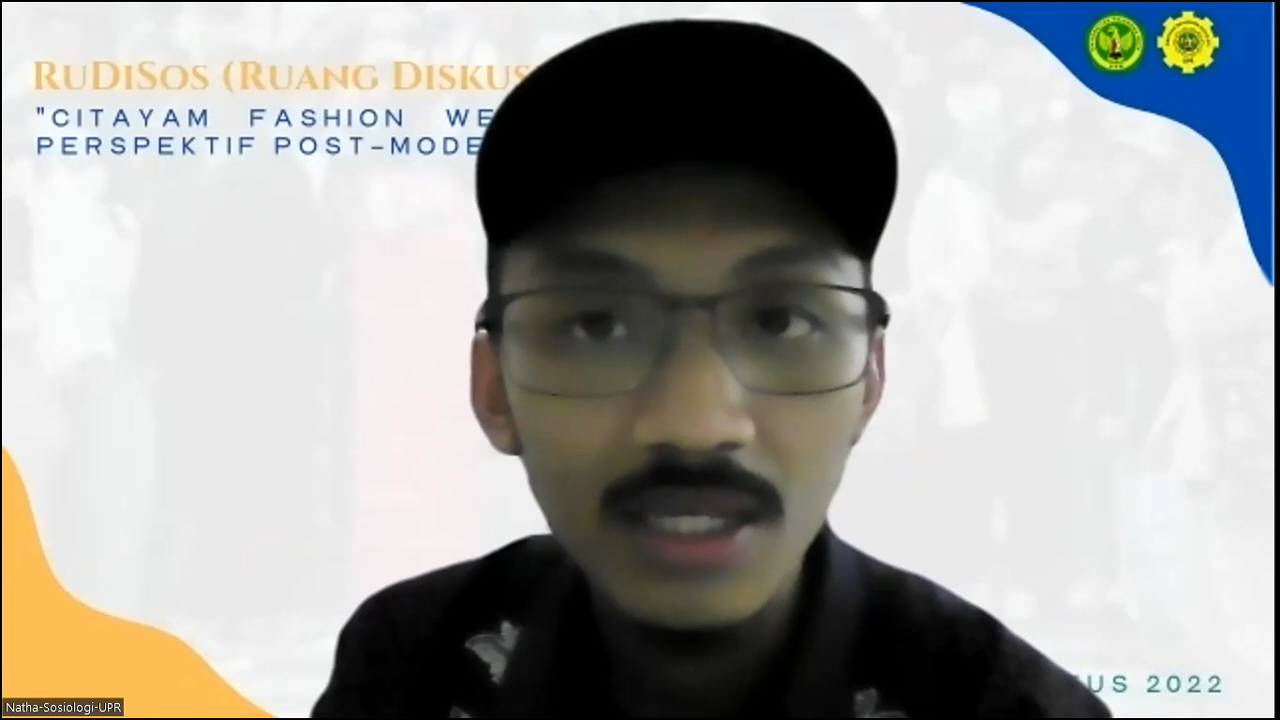 RUDISOS (RUANG DISKUS
"CITAYAM FASHION WE
PERSPEKTIF POST-MODE
US 2022
Natha-Sosiologi-UPR